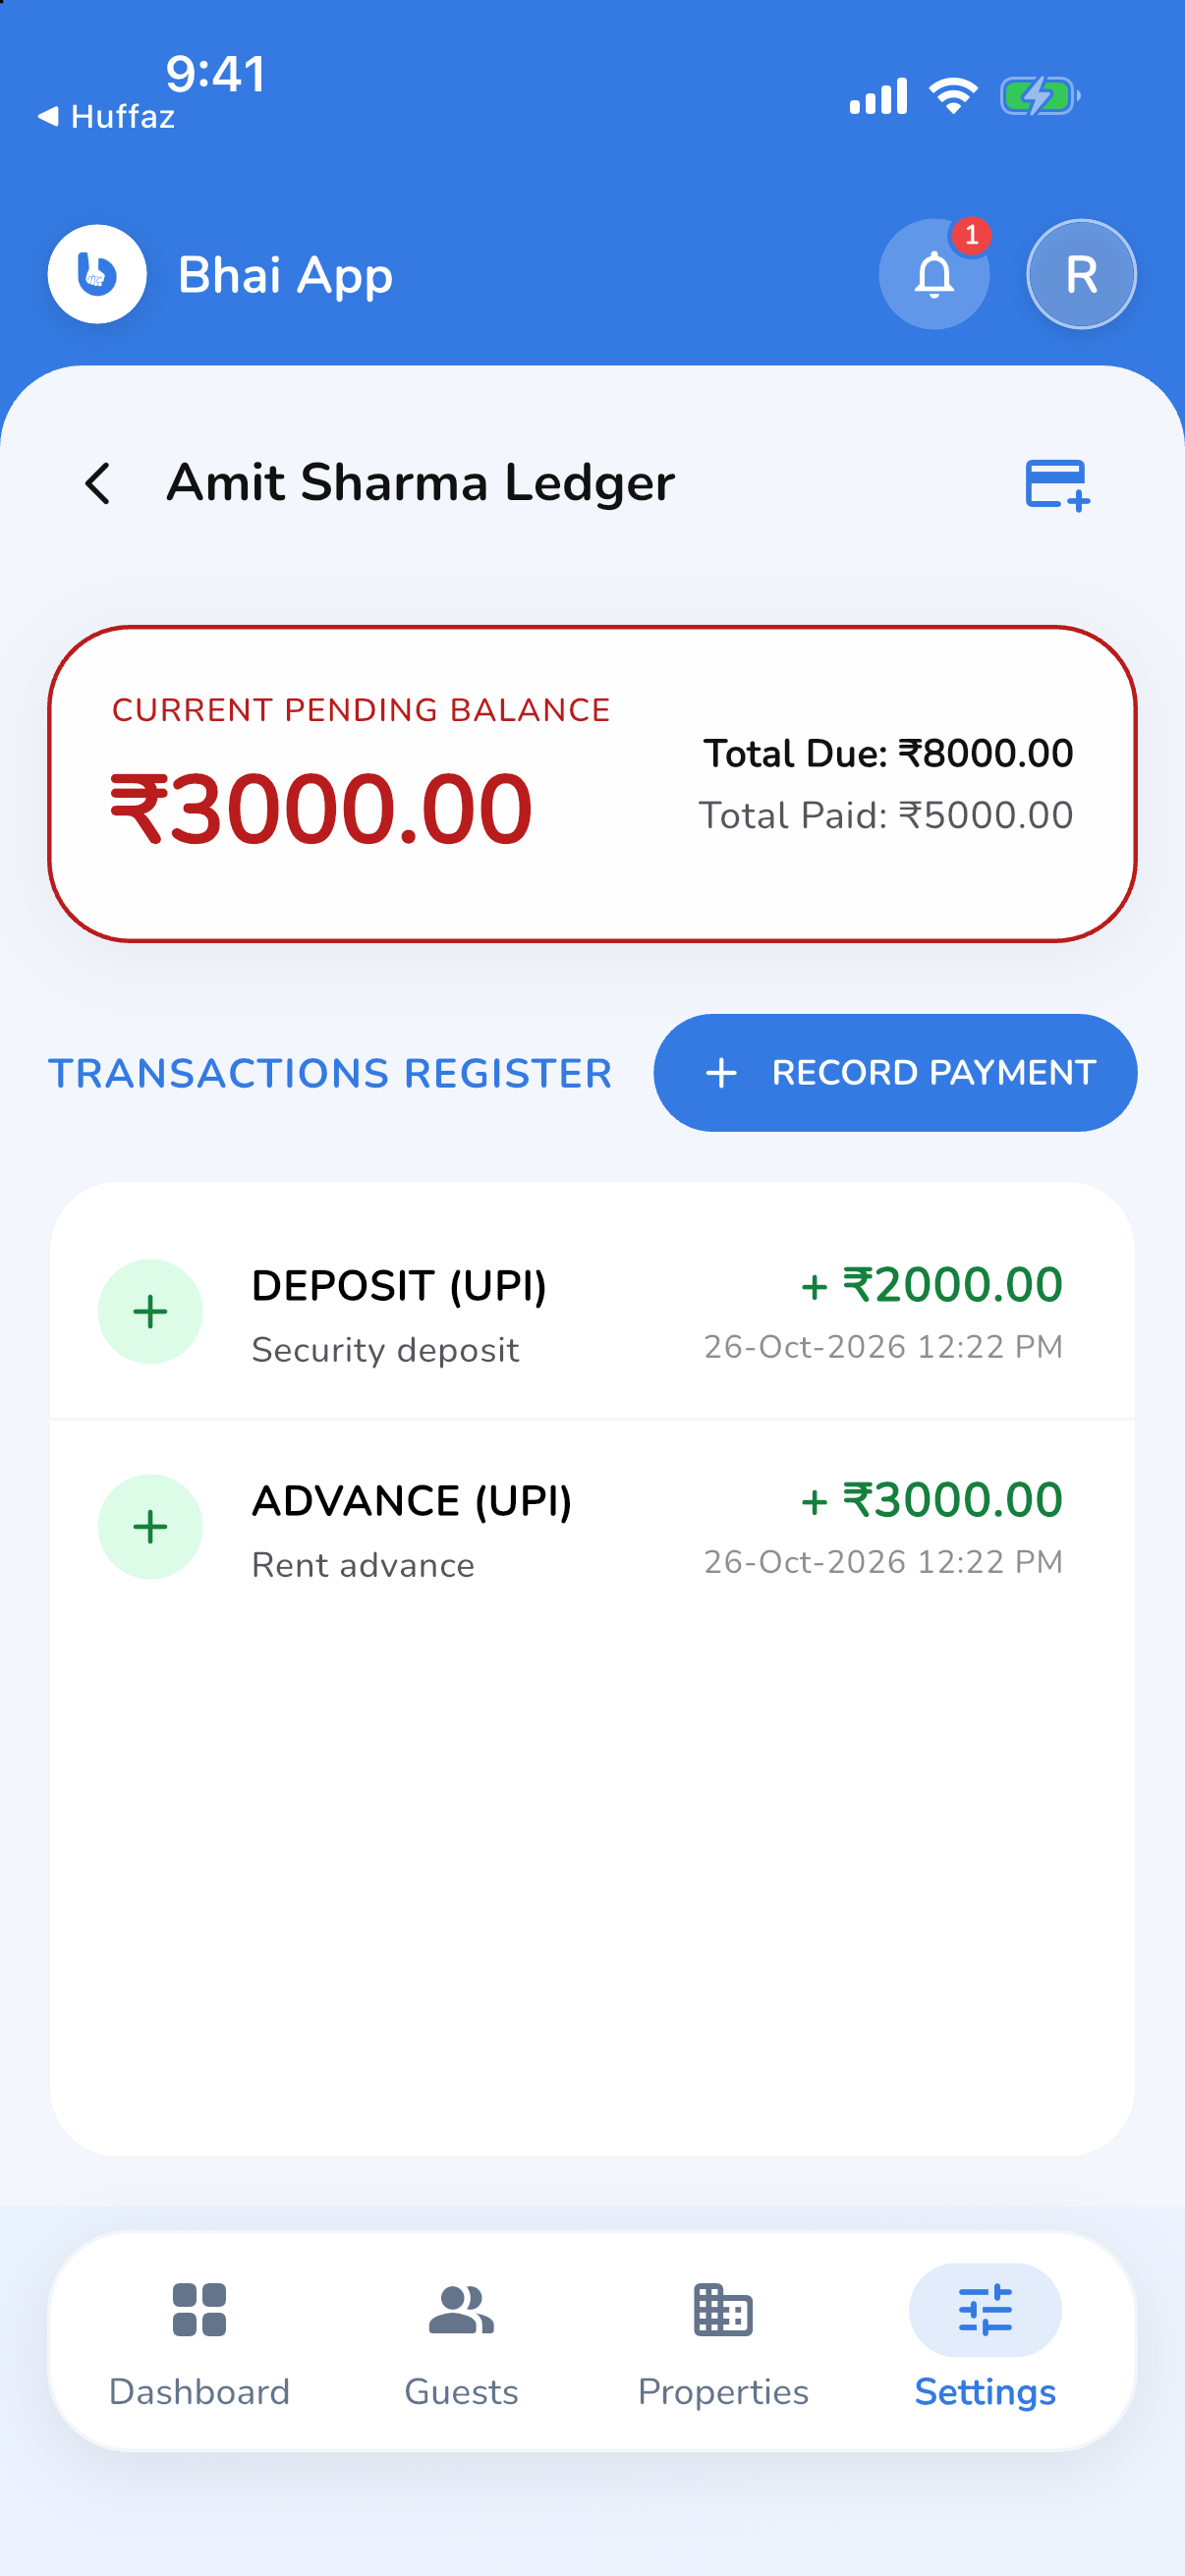 9:41
◀ Huffaz
Bhai App
1
R
Amit Sharma Ledger
CURRENT PENDING BALANCE
₹3000.00
Total Due: ₹8000.00
Total Paid: ₹5000.00
TRANSACTIONS REGISTER
+ RECORD PAYMENT
DEPOSIT (UPI)
+ ₹2000.00
Security deposit
26-Oct-2026 12:22 PM
ADVANCE (UPI)
+ ₹3000.00
Rent advance
26-Oct-2026 12:22 PM
Dashboard
Guests
Properties
Settings